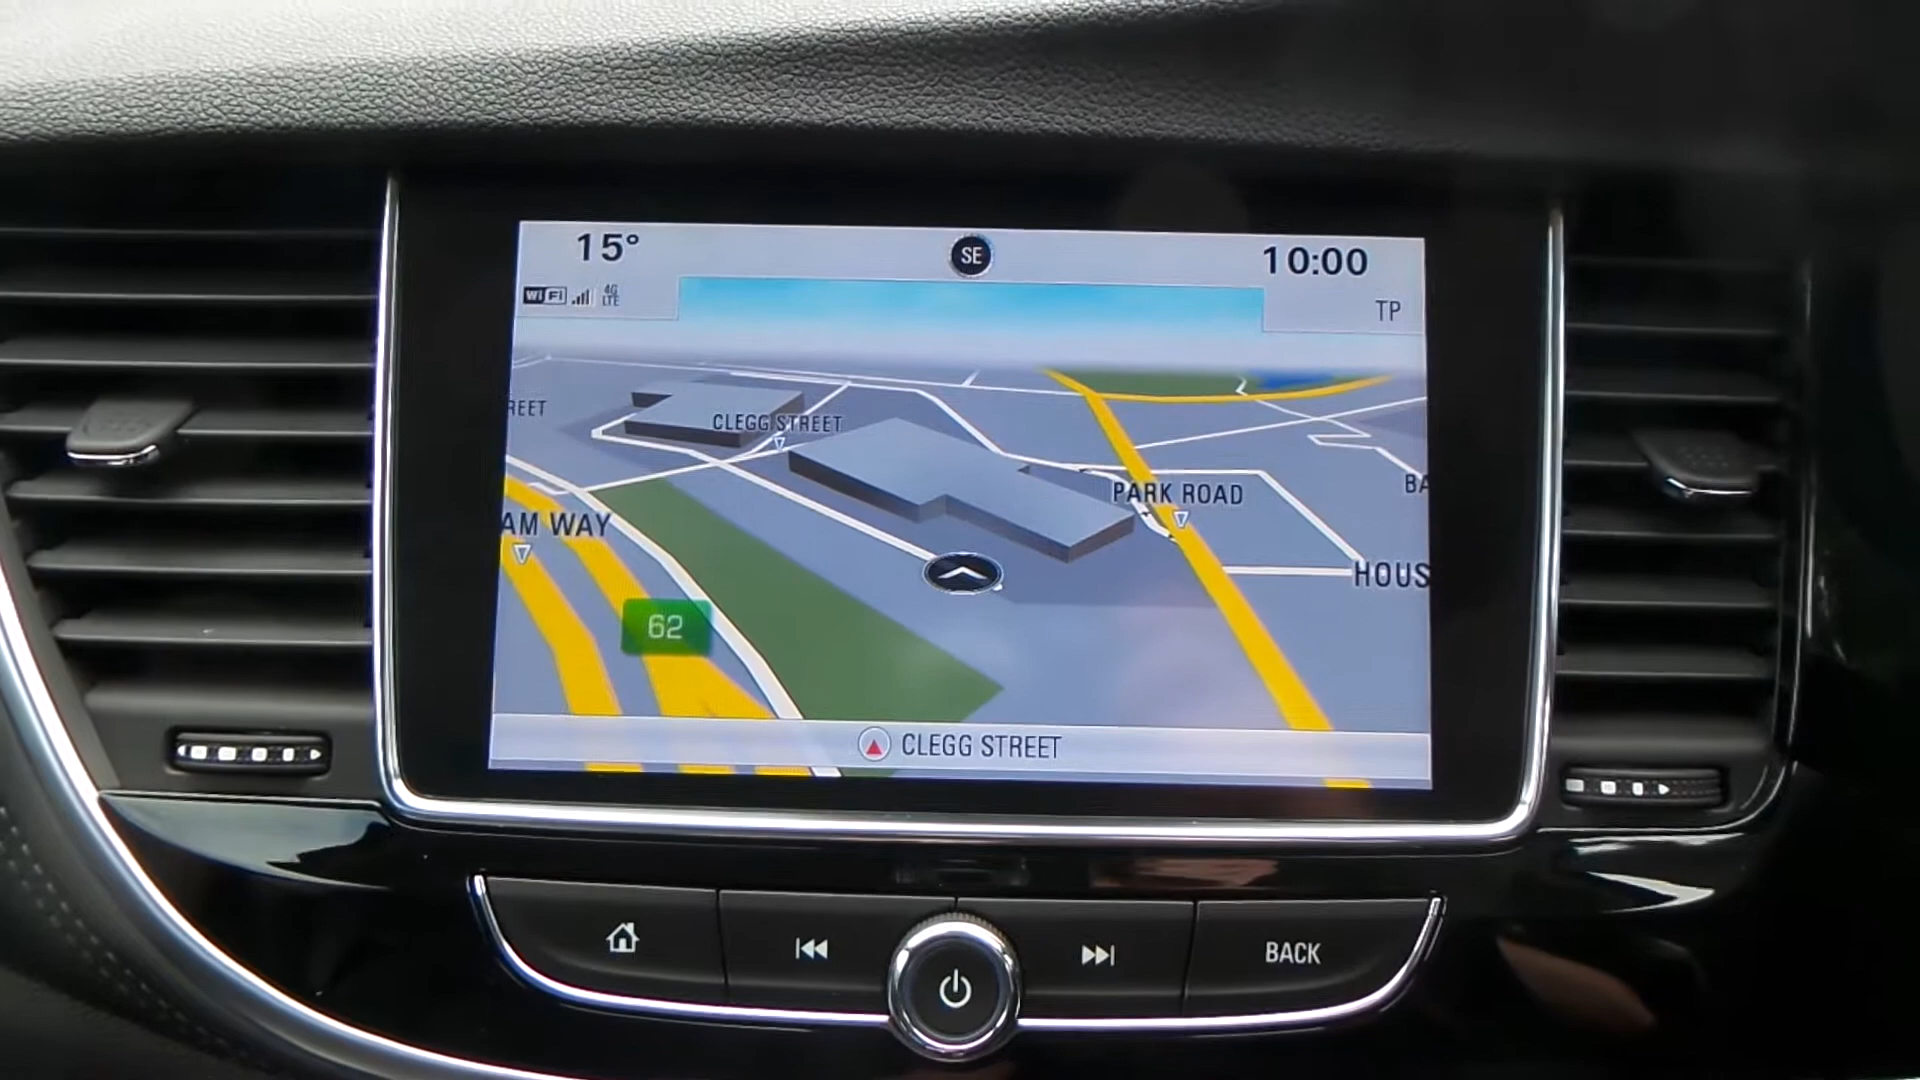 15° SE 10:00
WiFi 4G LTE TP
REET CLEGG STREET
BA
PARK ROAD
AM WAY
HOUS
62
CLEGG STREET
BACK